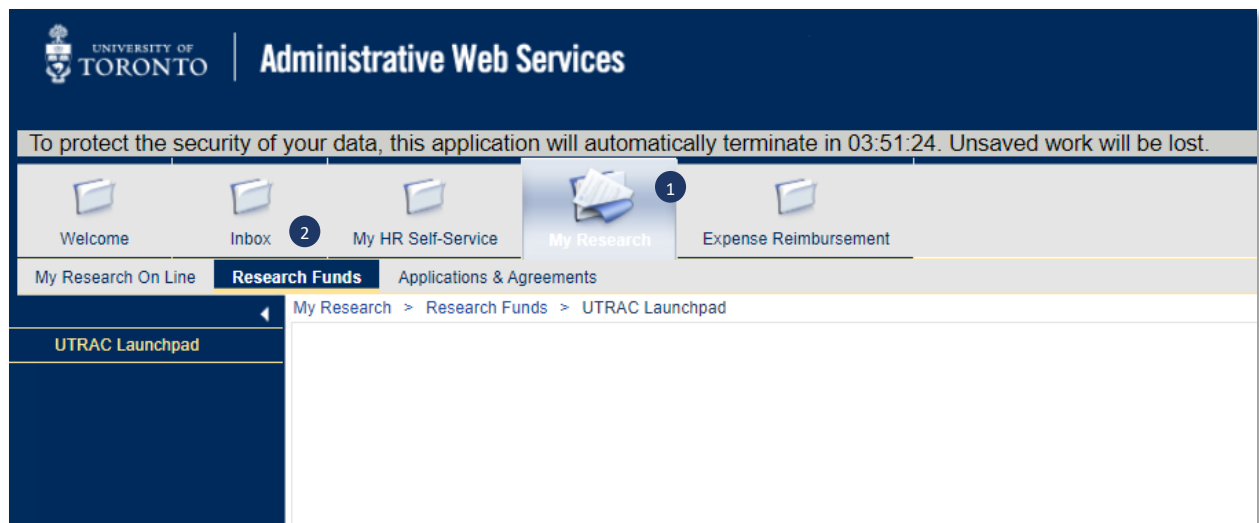 UNIVERSITY OF
TORONTO
Administrative Web Services
To protect the security of your data, this application will automatically terminate in 03:51:24. Unsaved work will be lost.
1
Welcome
Inbox
2
My HR Self-Service
My Research
Expense Reimbursement
My Research On Line
Research Funds
Applications & Agreements
My Research > Research Funds > UTRAC Launchpad
UTRAC Launchpad